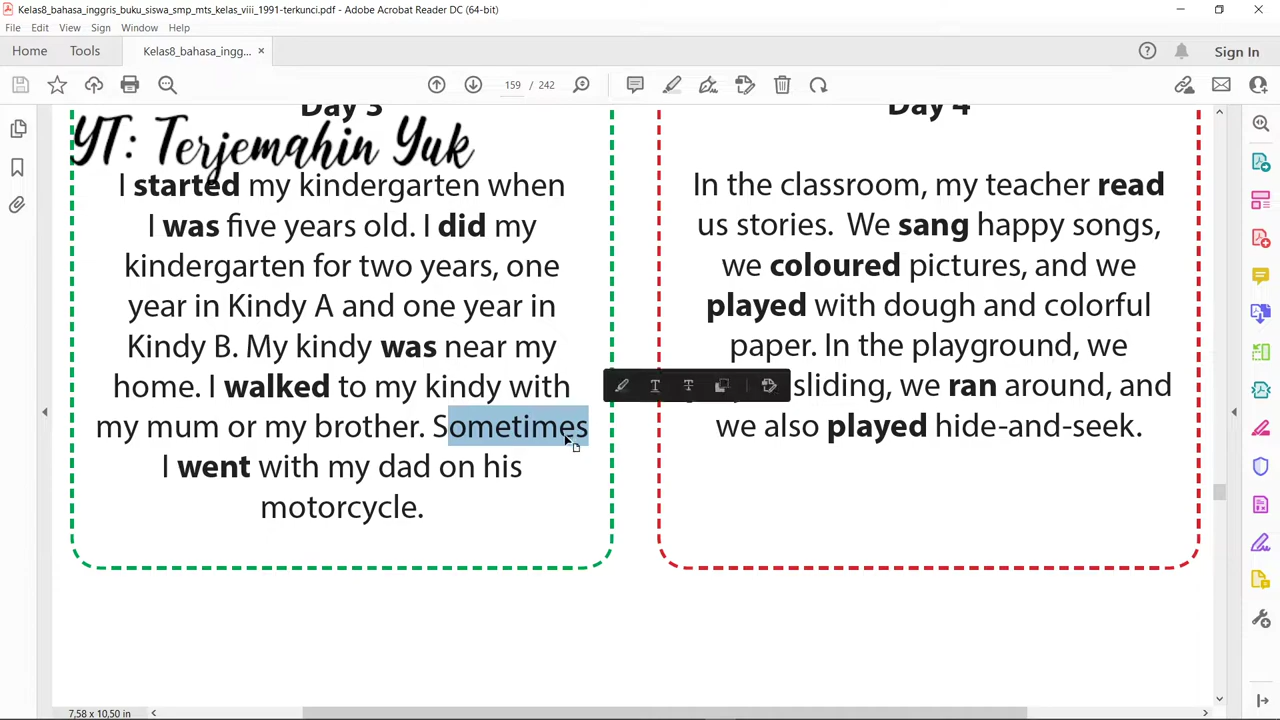 Kelas8_bahasa_inggris_buku_siswa_smp_mts_kelas_viii_1991-terkunci.pdf - Adobe Acrobat Reader DC (64-bit)
File Edit View Sign Window Help
Home Tools Kelas8_bahasa_ingg... ×
Sign In
159 / 242
Day 3
YT: Terjemahin Yuk
I started my kindergarten when
I was five years old. I did my
kindergarten for two years, one
year in Kindy A and one year in
Kindy B. My kindy was near my
home. I walked to my kindy with
my mum or my brother. Sometimes
I went with my dad on his
motorcycle.
Day 4
In the classroom, my teacher read
us stories. We sang happy songs,
we coloured pictures, and we
played with dough and colorful
paper. In the playground, we
sliding, we ran around, and
we also played hide-and-seek.
7,58 x 10,50 in